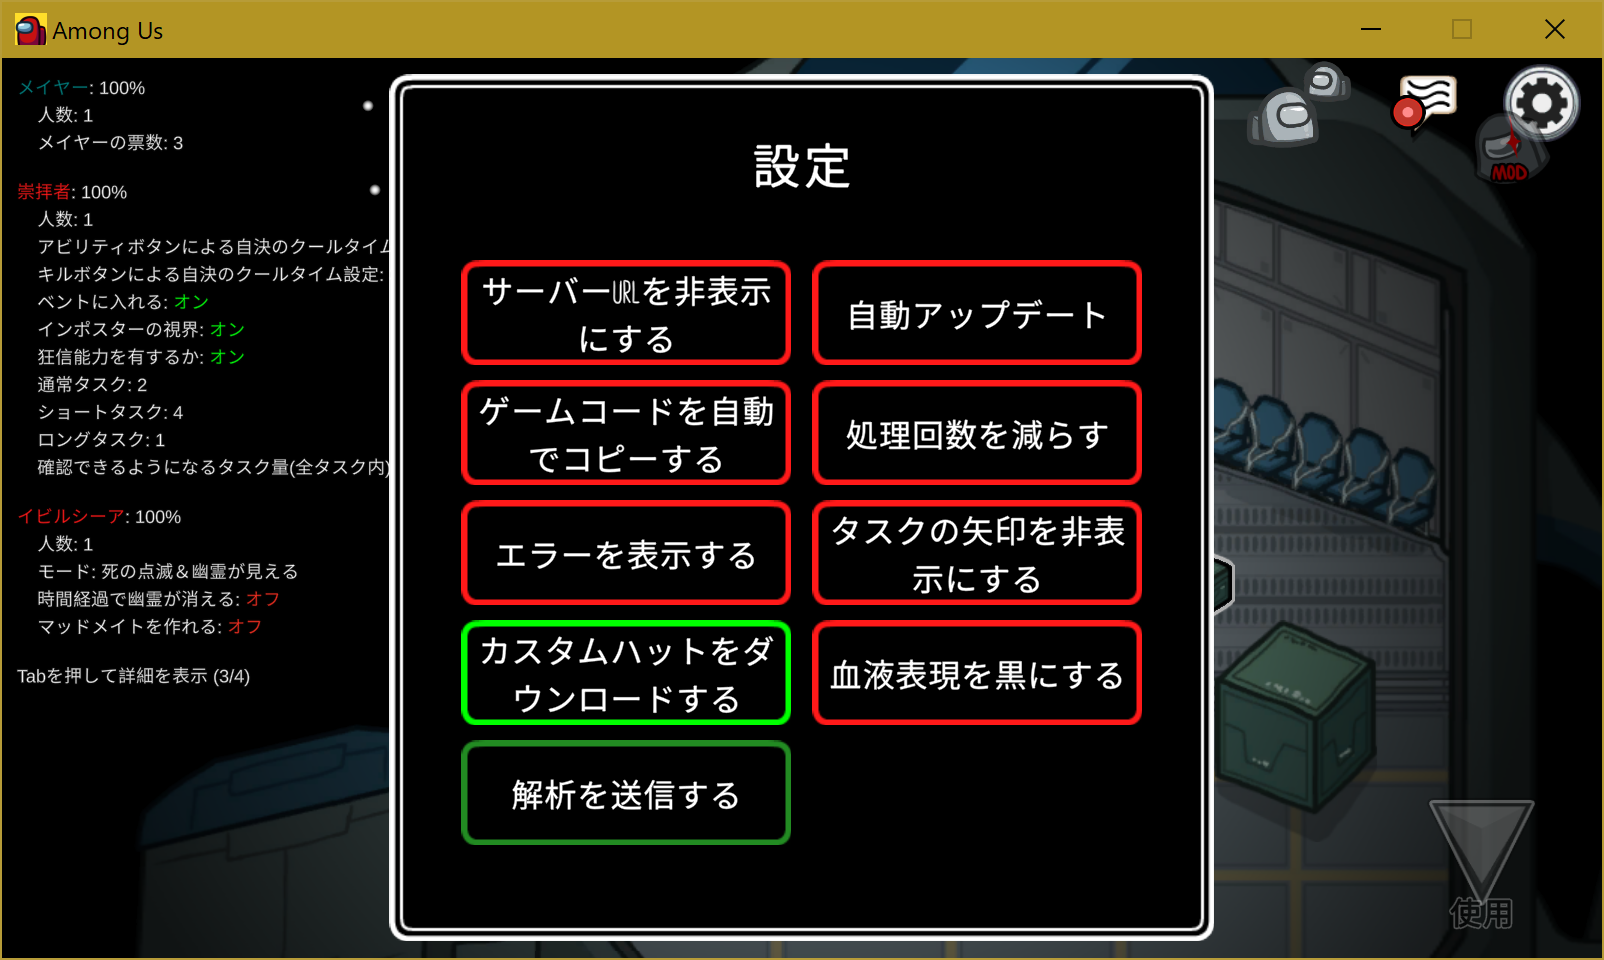 Among Us
メイヤー: 100%
人数: 1
メイヤーの票数: 3
崇拝者: 100%
人数: 1
アビリティボタンによる自決のクールタイム
キルボタンによる自決のクールタイム設定:
ベントに入れる: オン
インポスターの視界: オン
狂信能力を有するか: オン
通常タスク: 2
ショートタスク: 4
ロングタスク: 1
確認できるようになるタスク量(全タスク内)
イビルシーア: 100%
人数: 1
モード: 死の点滅＆幽霊が見える
時間経過で幽霊が消える: オフ
マッドメイトを作れる: オフ
Tabを押して詳細を表示 (3/4)
設定
サーバーURLを非表示
にする
自動アップデート
ゲームコードを自動
でコピーする
処理回数を減らす
エラーを表示する
タスクの矢印を非表
示にする
カスタムハットをダ
ウンロードする
血液表現を黒にする
解析を送信する
MOD
使用